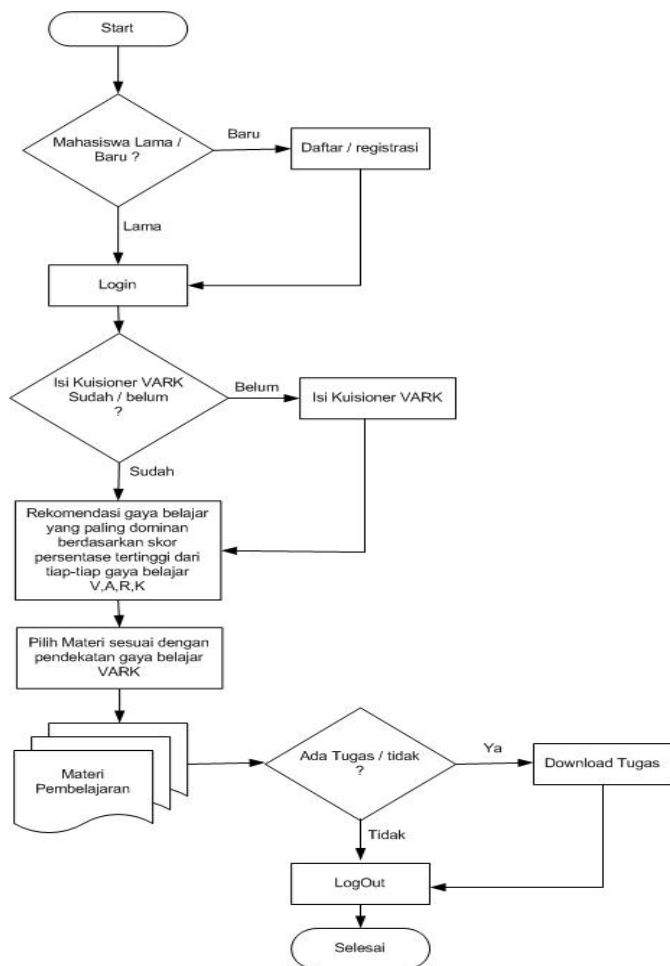 Start
Mahasiswa Lama /
Baru ?
Baru
Daftar / registrasi
Lama
Login
Isi Kuisioner VARK
Sudah / belum
?
Belum
Isi Kuisioner VARK
Sudah
Rekomendasi gaya belajar
yang paling dominan
berdasarkan skor
persentase tertinggi dari
tiap-tiap gaya belajar
V,A,R,K
Pilih Materi sesuai dengan
pendekatan gaya belajar
VARK
Materi
Pembelajaran
Ada Tugas / tidak
?
Ya
Download Tugas
Tidak
LogOut
Selesai